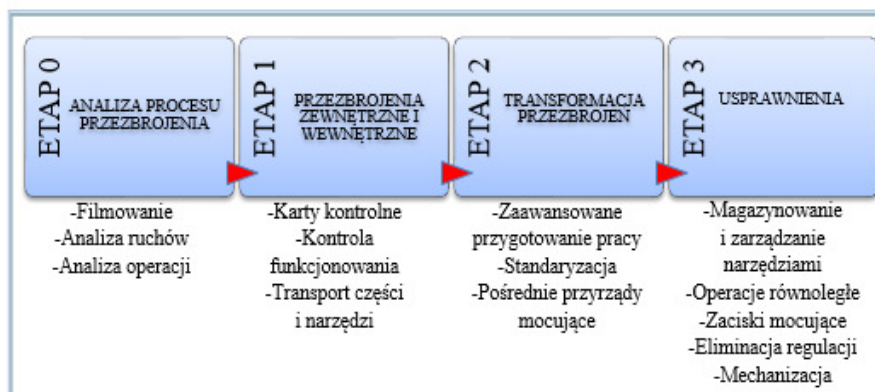 ETAP 0
ANALIZA PROCESU
PRZEZBROJENIA
-Filmowanie
-Analiza ruchów
-Analiza operacji
ETAP 1
PRZEZBROJENIA
ZEWNĘTRZNE I
WEWNĘTRZNE
-Karty kontrolne
-Kontrola
funkcjonowania
-Transport części
i narzędzi
ETAP 2
TRANSFORMACJA
PRZEZBROJEŃ
-Zaawansowane
przygotowanie pracy
-Standaryzacja
-Pośrednie przyrządy
mocujące
ETAP 3
USPRAWNIENIA
-Magazynowanie
i zarządzanie
narzędziami
-Operacje równoległe
-Zaciski mocujące
-Eliminacja regulacji
-Mechanizacja